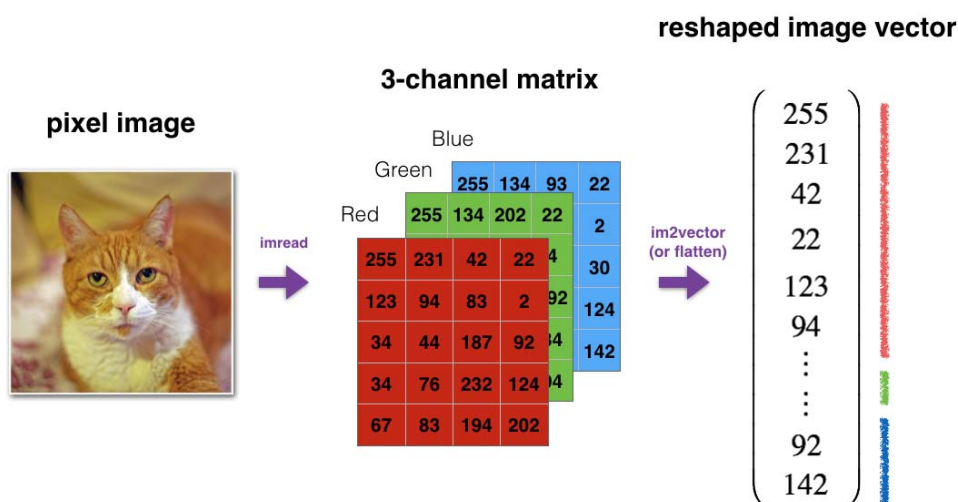 reshaped image vector
3-channel matrix
pixel image
Blue
Green
Red
255 134 93 22
2
30
124
142
255 134 202 22
4
92
34
94
255 231 42 22
123 94 83 2
34 44 187 92
34 76 232 124
67 83 194 202
imread
im2vector
(or flatten)
255
231
42
22
123
94
⋮
⋮
92
142